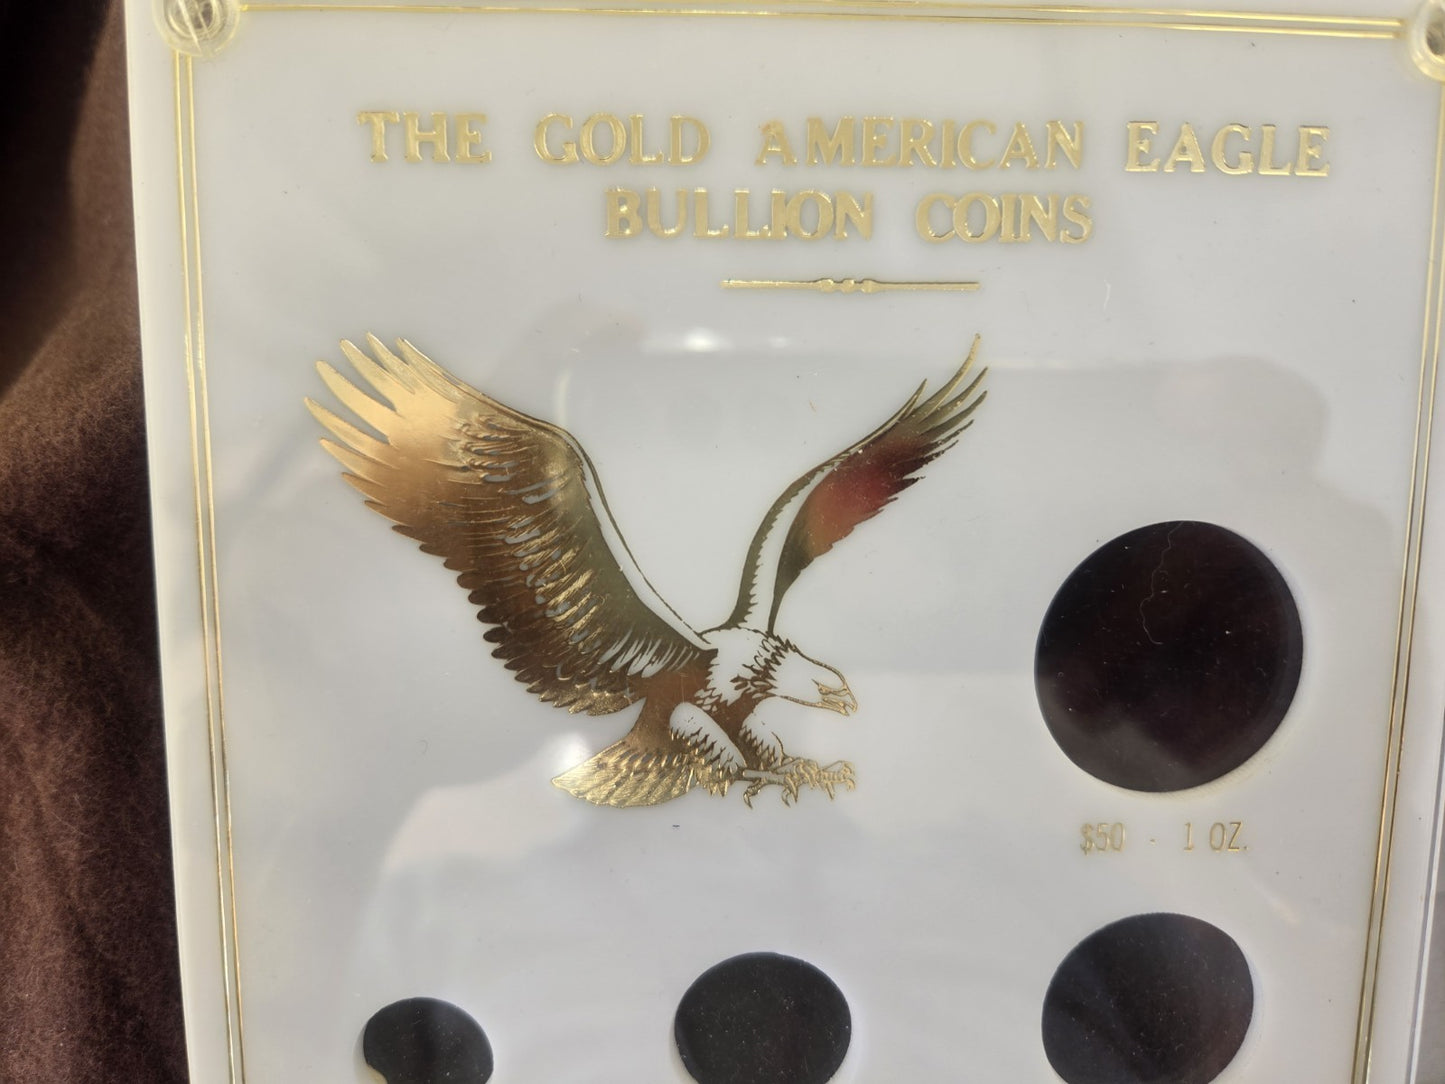 THE GOLD AMERICAN EAGLE
BULLION COINS
$50 - 1 OZ.